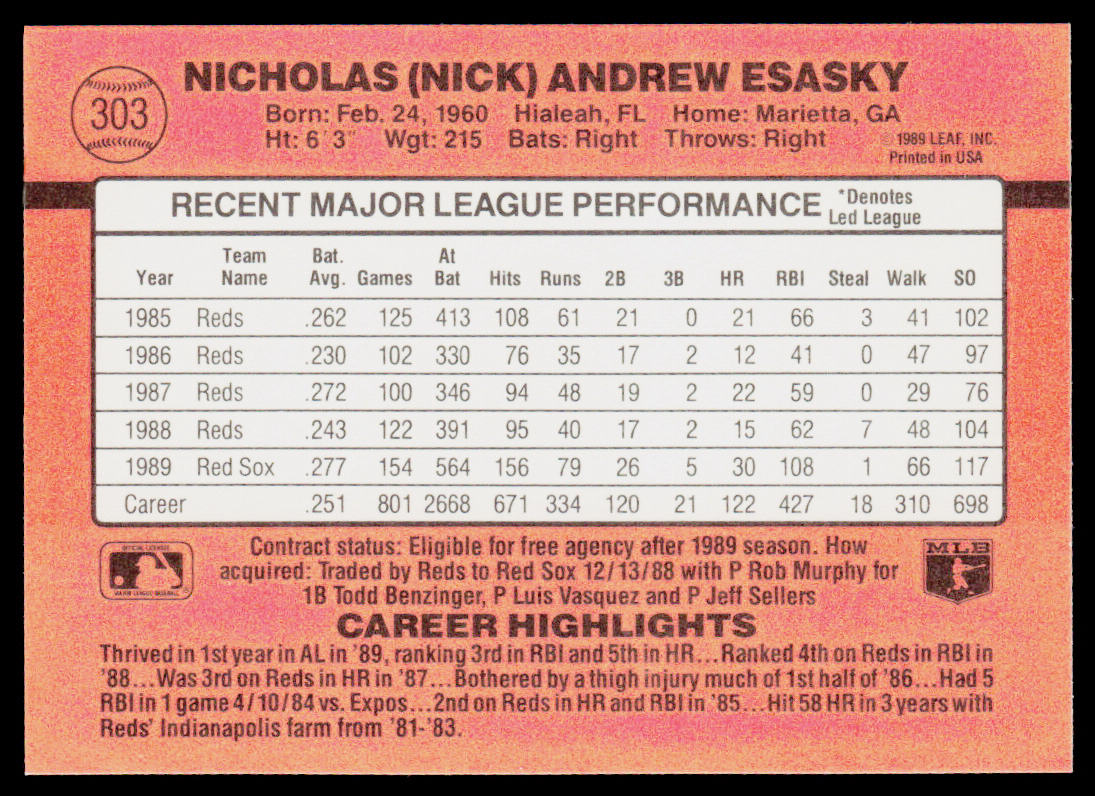 303
NICHOLAS (NICK) ANDREW ESASKY
Born: Feb. 24, 1960 Hialeah, FL Home: Marietta, GA
Ht: 6' 3" Wgt: 215 Bats: Right Throws: Right
© 1989 LEAF, INC.
Printed in USA
RECENT MAJOR LEAGUE PERFORMANCE *Denotes
Led League
Year Team Name Bat. Avg. Games At Bat Hits Runs 2B 3B HR RBI Steal Walk SO
1985 Reds .262 125 413 108 61 21 0 21 66 3 41 102
1986 Reds .230 102 330 76 35 17 2 12 41 0 47 97
1987 Reds .272 100 346 94 48 19 2 22 59 0 29 76
1988 Reds .243 122 391 95 40 17 2 15 62 7 48 104
1989 Red Sox .277 154 564 156 79 26 5 30 108 1 66 117
Career .251 801 2668 671 334 120 21 122 427 18 310 698
Contract status: Eligible for free agency after 1989 season. How
acquired: Traded by Reds to Red Sox 12/13/88 with P Rob Murphy for
1B Todd Benzinger, P Luis Vasquez and P Jeff Sellers
OFFICIAL LICENSEE
MAJOR LEAGUE BASEBALL
MLB
CAREER HIGHLIGHTS
Thrived in 1st year in AL in '89, ranking 3rd in RBI and 5th in HR...Ranked 4th on Reds in RBI in
'88...Was 3rd on Reds in HR in '87...Bothered by a thigh injury much of 1st half of '86...Had 5
RBI in 1 game 4/10/84 vs. Expos...2nd on Reds in HR and RBI in '85...Hit 58 HR in 3 years with
Reds' Indianapolis farm from '81-'83.